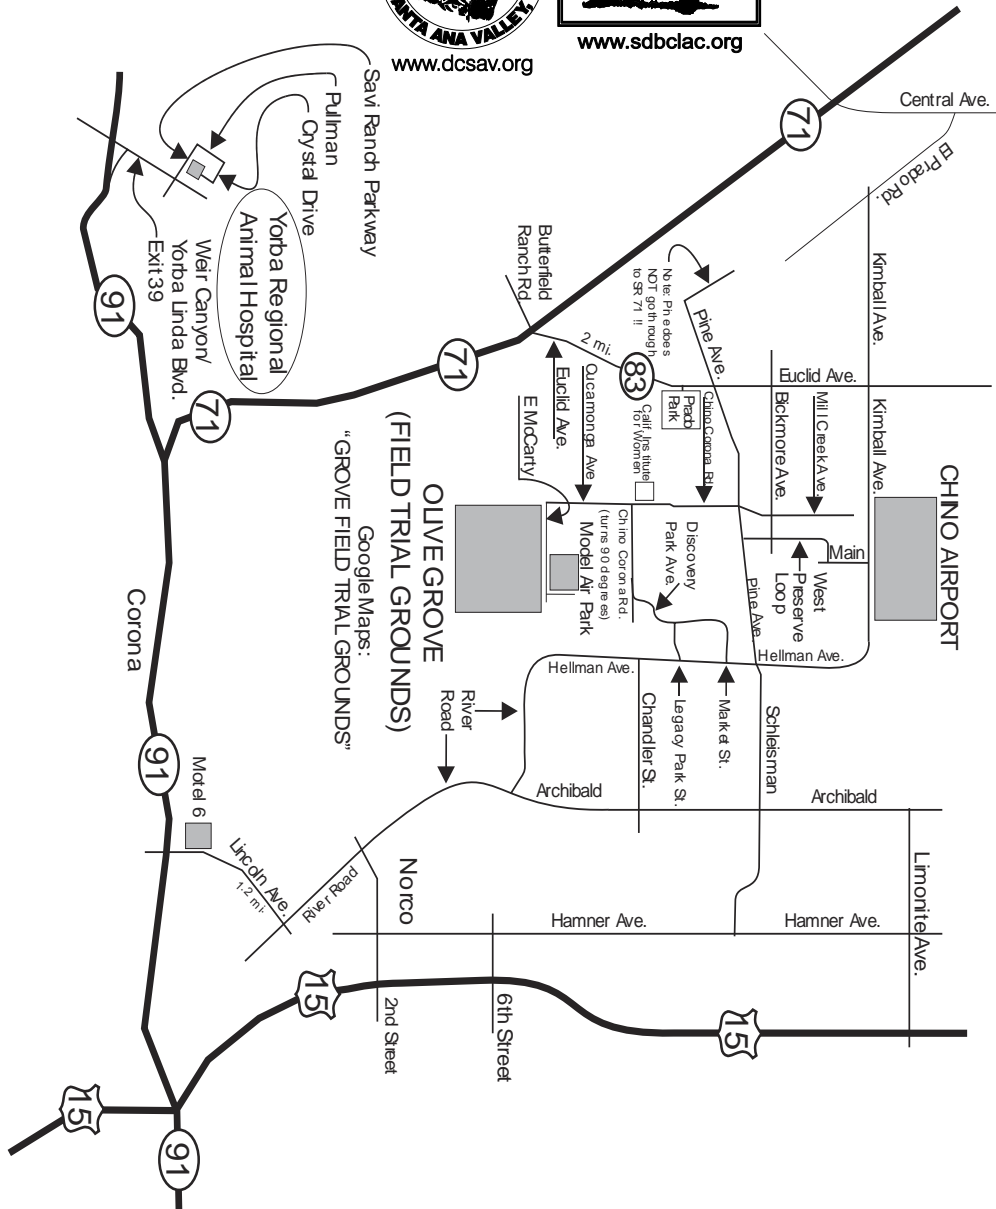 ANTA ANA VALLEY,
www.dcsav.org
www.sdbclac.org
Central Ave.
71
El Prado Rd.
Savi Ranch Parkway
Pullman
Crystal Drive
Yorba Regional
Animal Hospital
Weir Canyon/
Yorba Linda Blvd.
Exit 39
91
71
71
Butterfield
Ranch Rd.
Note: Pine does
NOT go through
to SR 71 !!
Pine Ave.
Kimball Ave.
2 mi.
83
Euclid Ave.
Euclid Ave.
Cucamonga Ave
E McCarty
Prado
Park
Calif. Institute
for Women
Chino Corona Rd
Bickmore Ave.
Mill Creek Ave.
Kimball Ave.
CHINO AIRPORT
Main
West
Preserve
Loop
Pine Ave.
Discovery
Park Ave.
Chino Corona Rd.
(turns 90 degrees)
Model Air Park
OLIVE GROVE
(FIELD TRIAL GROUNDS)
Google Maps:
"GROVE FIELD TRIAL GROUNDS"
Hellman Ave.
Hellman Ave.
Market St.
Legacy Park St.
Chandler St.
Schleisman
River
Road
Archibald
Archibald
Corona
91
Motel 6
Lincoln Ave.
1.2 mi.
River Road
Norco
Hamner Ave.
Hamner Ave.
Limonite Ave.
15
2nd Street
6th Street
15
15
91